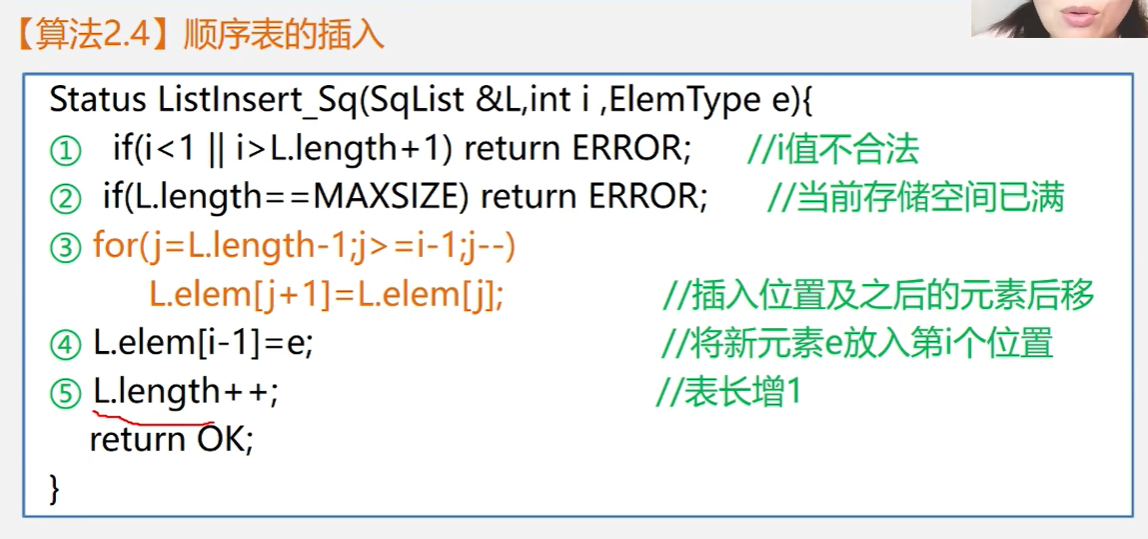 【算法2.4】顺序表的插入
Status ListInsert_Sq(SqList &L,int i ,ElemType e){
① if(i<1 || i>L.length+1) return ERROR; //i值不合法
② if(L.length==MAXSIZE) return ERROR; //当前存储空间已满
③ for(j=L.length-1;j>=i-1;j--)
L.elem[j+1]=L.elem[j]; //插入位置及之后的元素后移
④ L.elem[i-1]=e; //将新元素e放入第i个位置
⑤ L.length++; //表长增1
return OK;
}